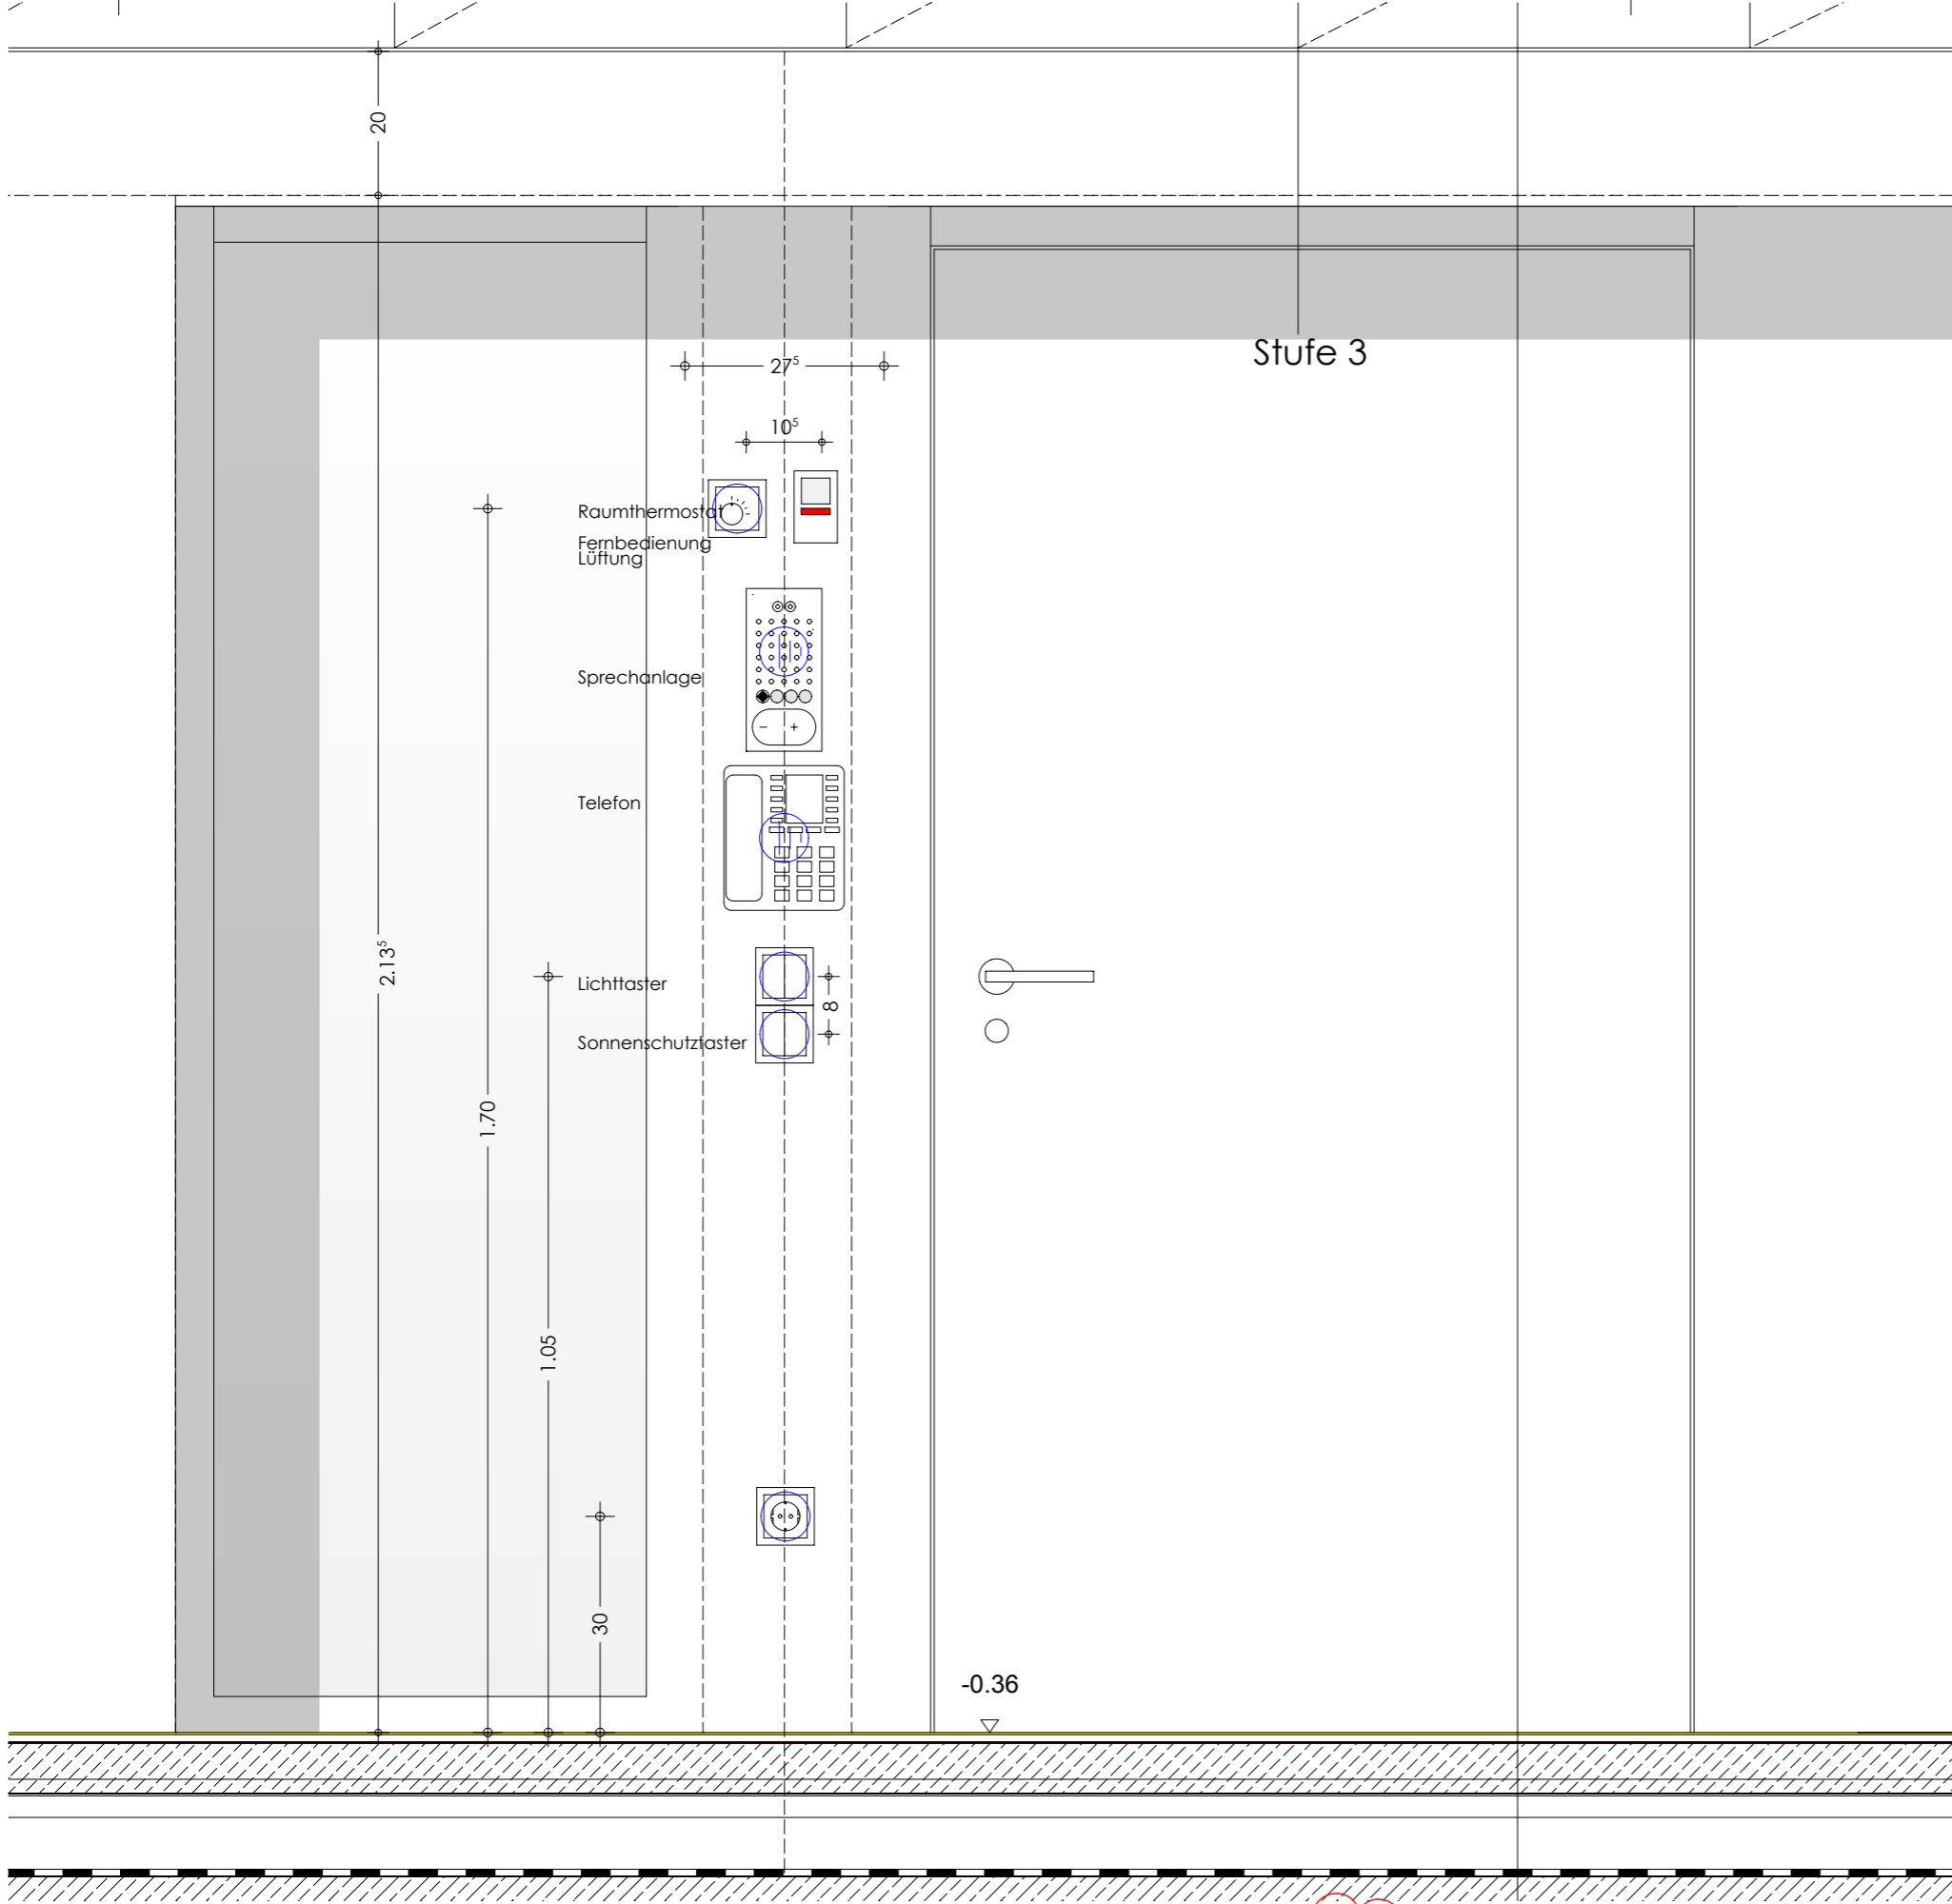 20
Stufe 3
27⁵
10⁵
Raumthermostat
Fernbedienung
Lüftung
Sprechanlage
- +
Telefon
2.13⁵
Lichttaster
8
Sonnenschutztaster
1.70
1.05
30
-0.36